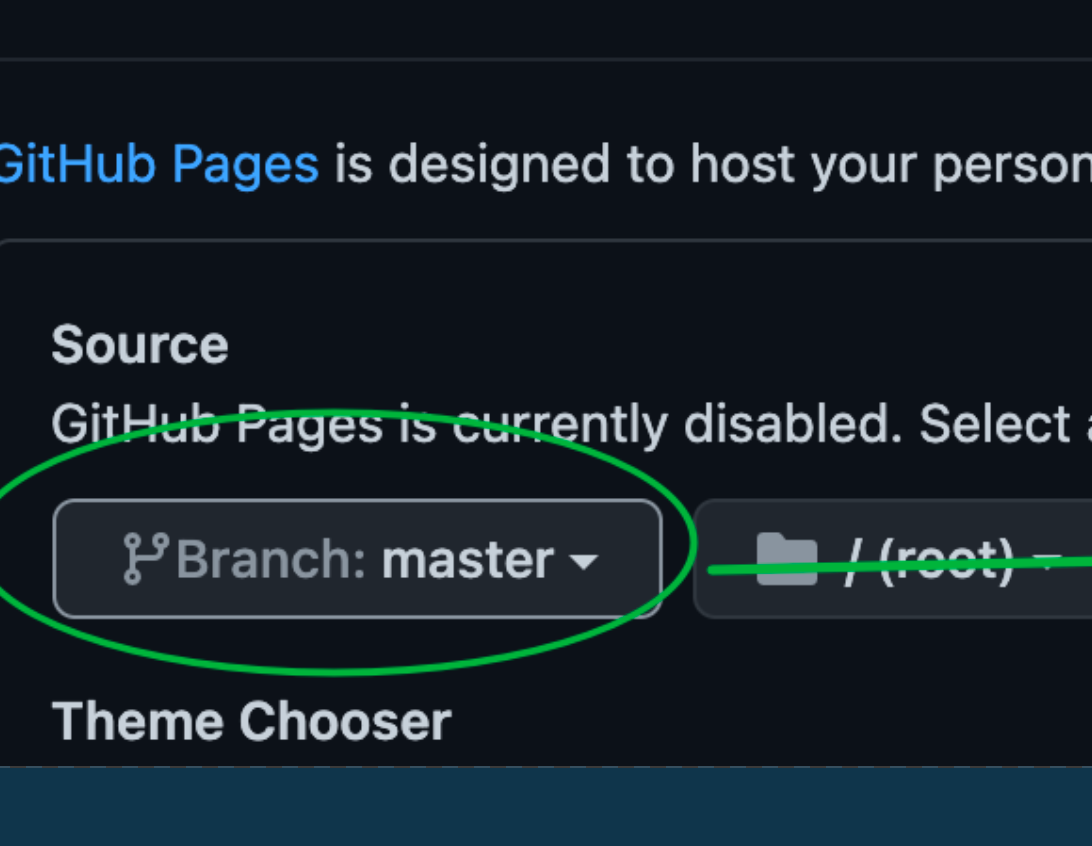 GitHub Pages is designed to host your person
Source
GitHub Pages is currently disabled. Select
Branch: master
/ (root)
Theme Chooser